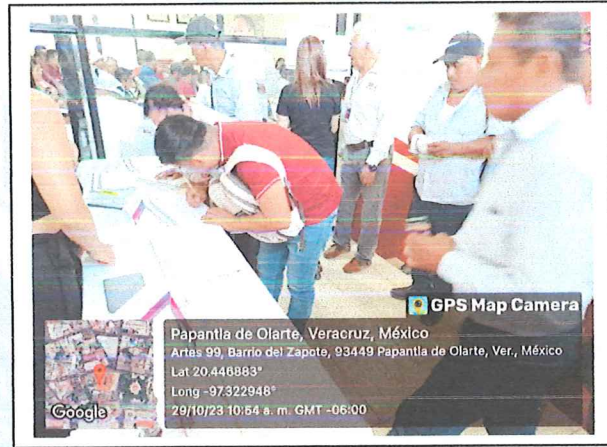 GPS Map Camera
Papantla de Olarte, Veracruz, México
Artes 99, Barrio del Zapote, 93449 Papantla de Olarte, Ver., México
Lat 20.446883°
Long -97.322948°
29/10/23 10:54 a. m. GMT -06:00
Google